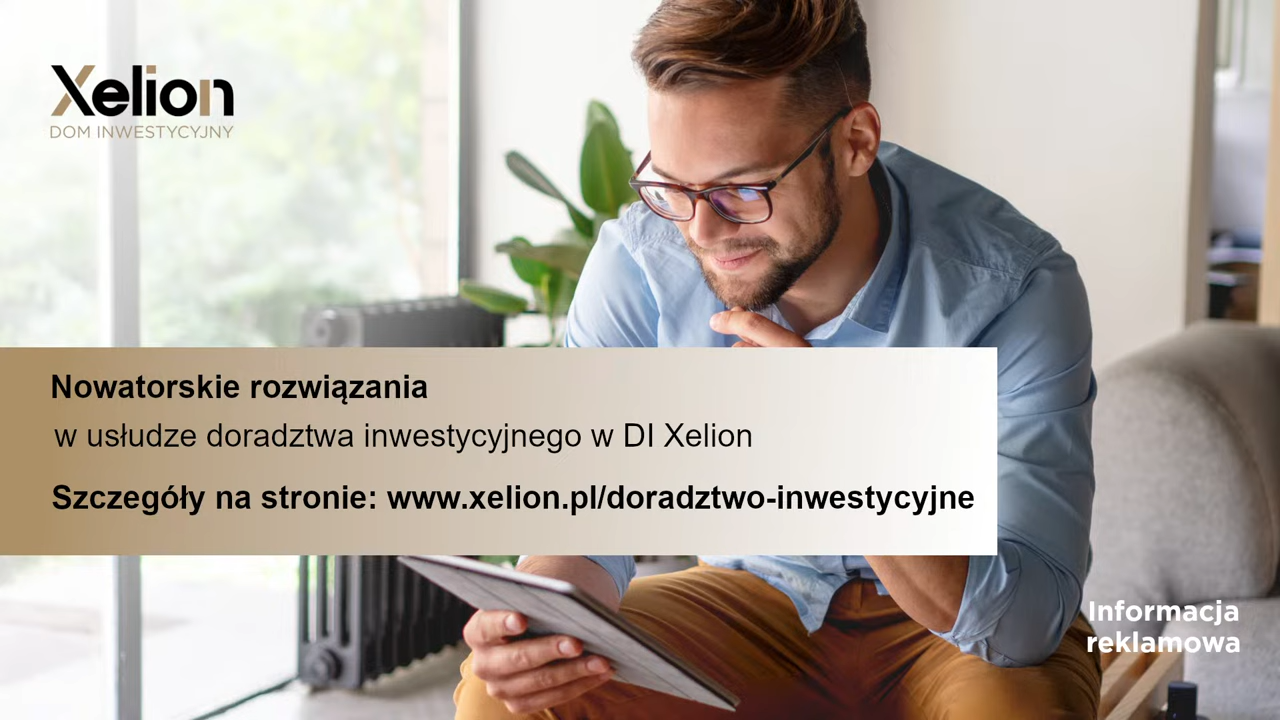 Xelion
DOM INWESTYCYJNY
Nowatorskie rozwiązania
w usłudze doradztwa inwestycyjnego w DI Xelion
Szczegóły na stronie: www.xelion.pl/doradztwo-inwestycyjne
Informacja
reklamowa